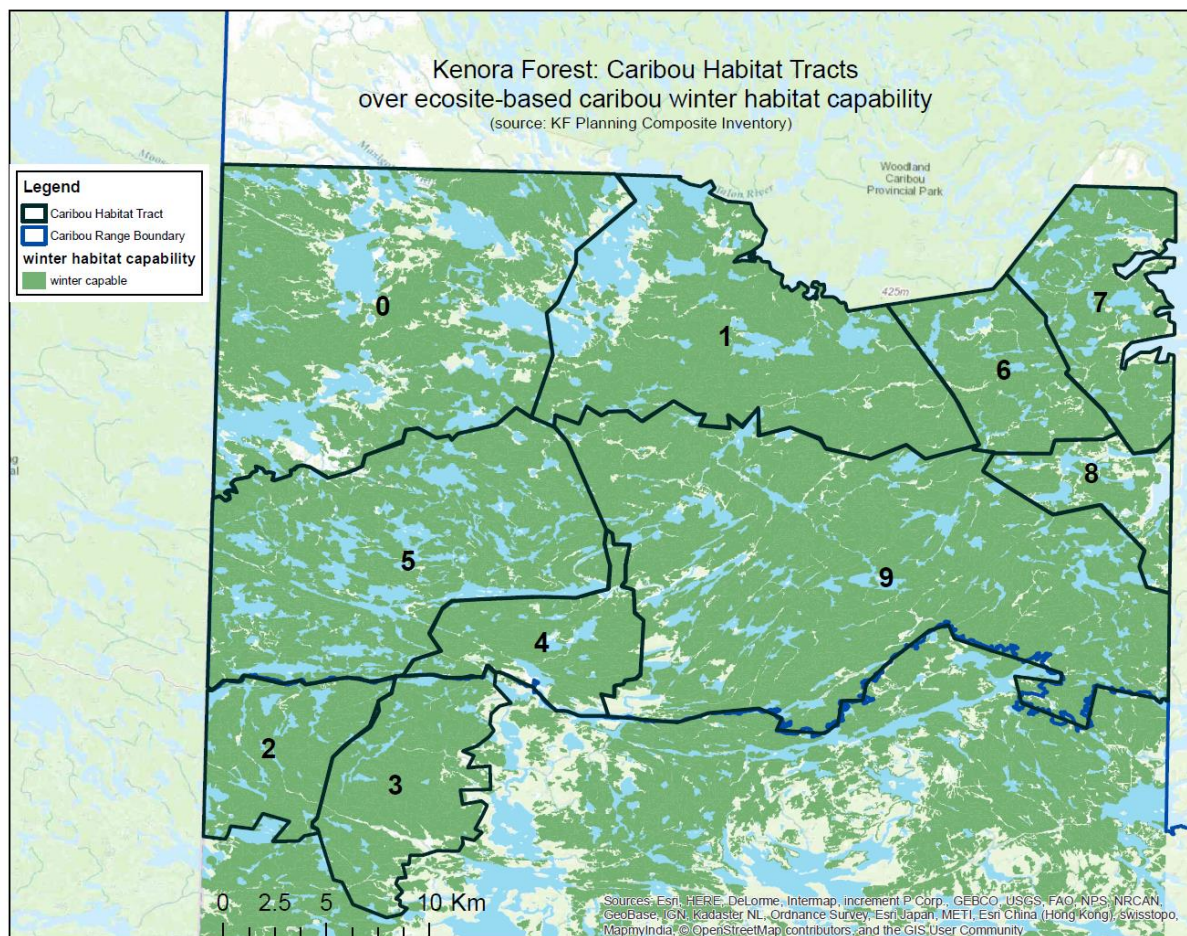 Kenora Forest: Caribou Habitat Tracts
over ecosite-based caribou winter habitat capability
(source: KF Planning Composite Inventory)
Woodland
Caribou
Provincial Park
Legend
Caribou Habitat Tract
Caribou Range Boundary
winter habitat capability
winter capable
425m
0
1
7
6
8
5
9
4
2
3
0 2.5 5 10 Km
Sources: Esri, HERE, DeLorme, Intermap, increment P Corp., GEBCO, USGS, FAO, NPS, NRCAN,
GeoBase, IGN, Kadaster NL, Ordnance Survey, Esri Japan, METI, Esri China (Hong Kong), swisstopo,
MapmyIndia, © OpenStreetMap contributors, and the GIS User Community